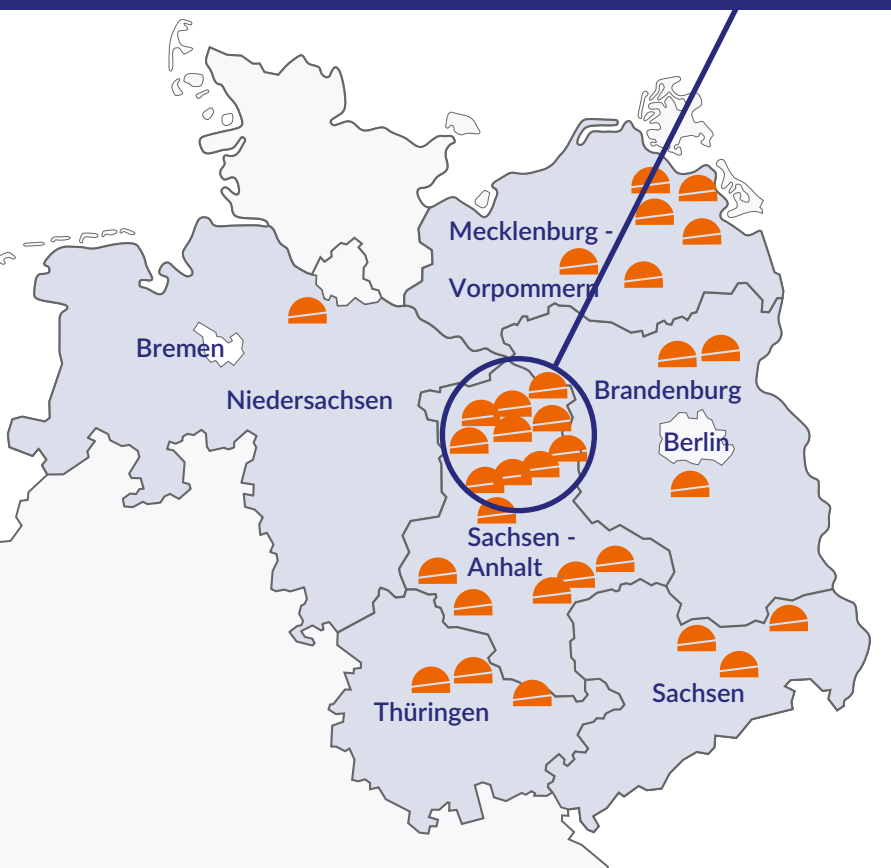 Mecklenburg -
Vorpommern
Bremen
Niedersachsen
Brandenburg
Berlin
Sachsen -
Anhalt
Sachsen
Thüringen